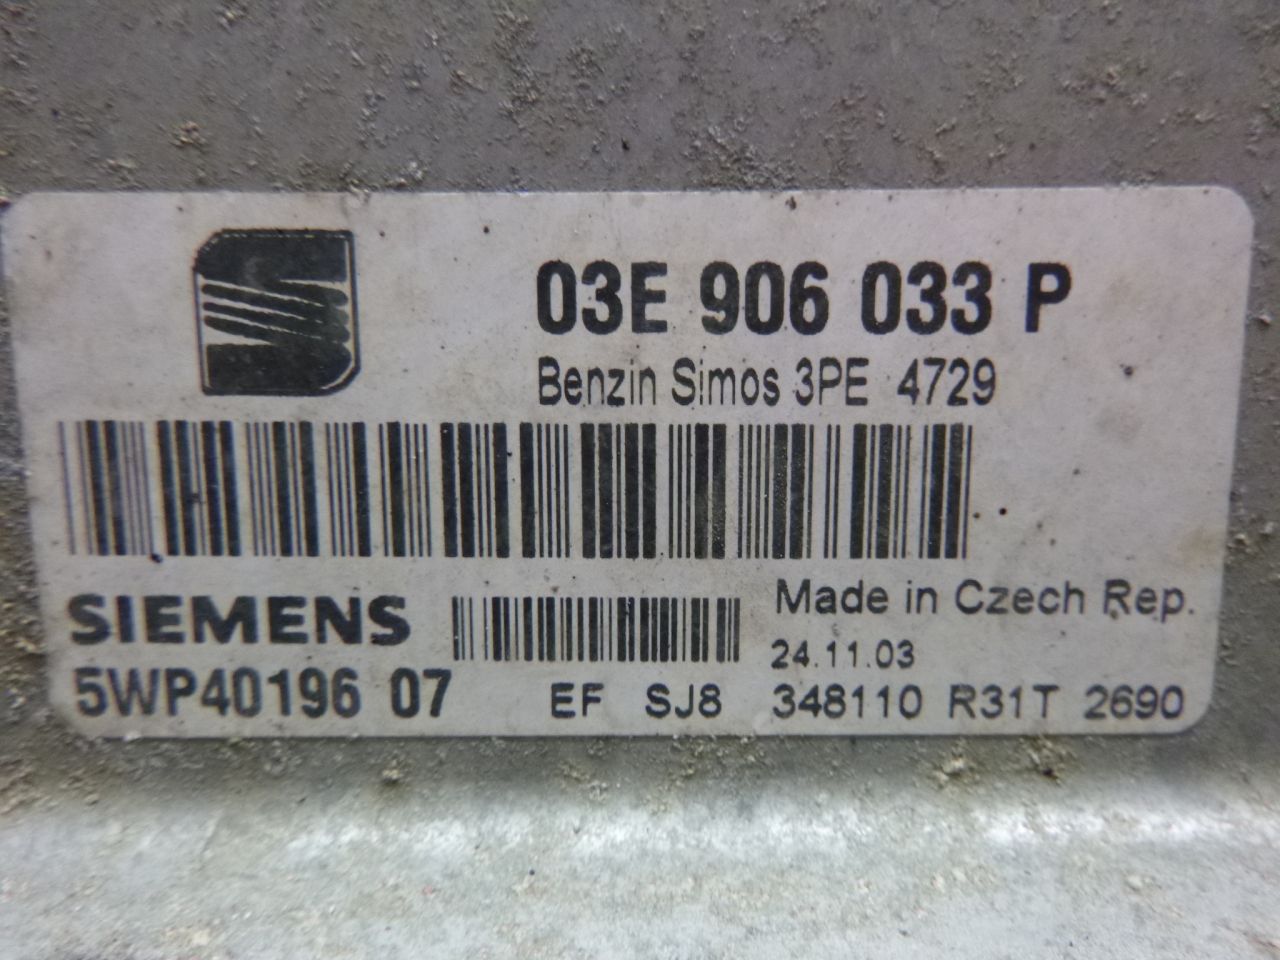 03E 906 033 P
Benzin Simos 3PE 4729
SIEMENS
Made in Czech Rep.
24.11.03
5WP40196 07 EF SJ8 348110 R31T 2690